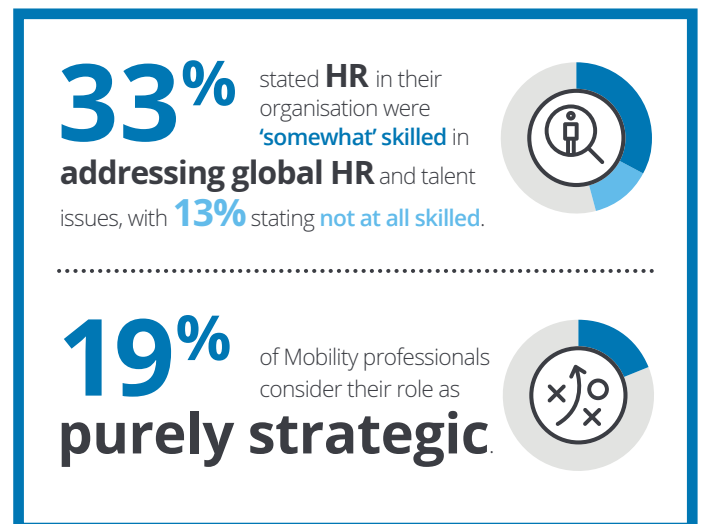 33% stated HR in their
organisation were
‘somewhat’ skilled in
addressing global HR and talent
issues, with 13% stating not at all skilled.
19% of Mobility professionals
consider their role as
purely strategic.